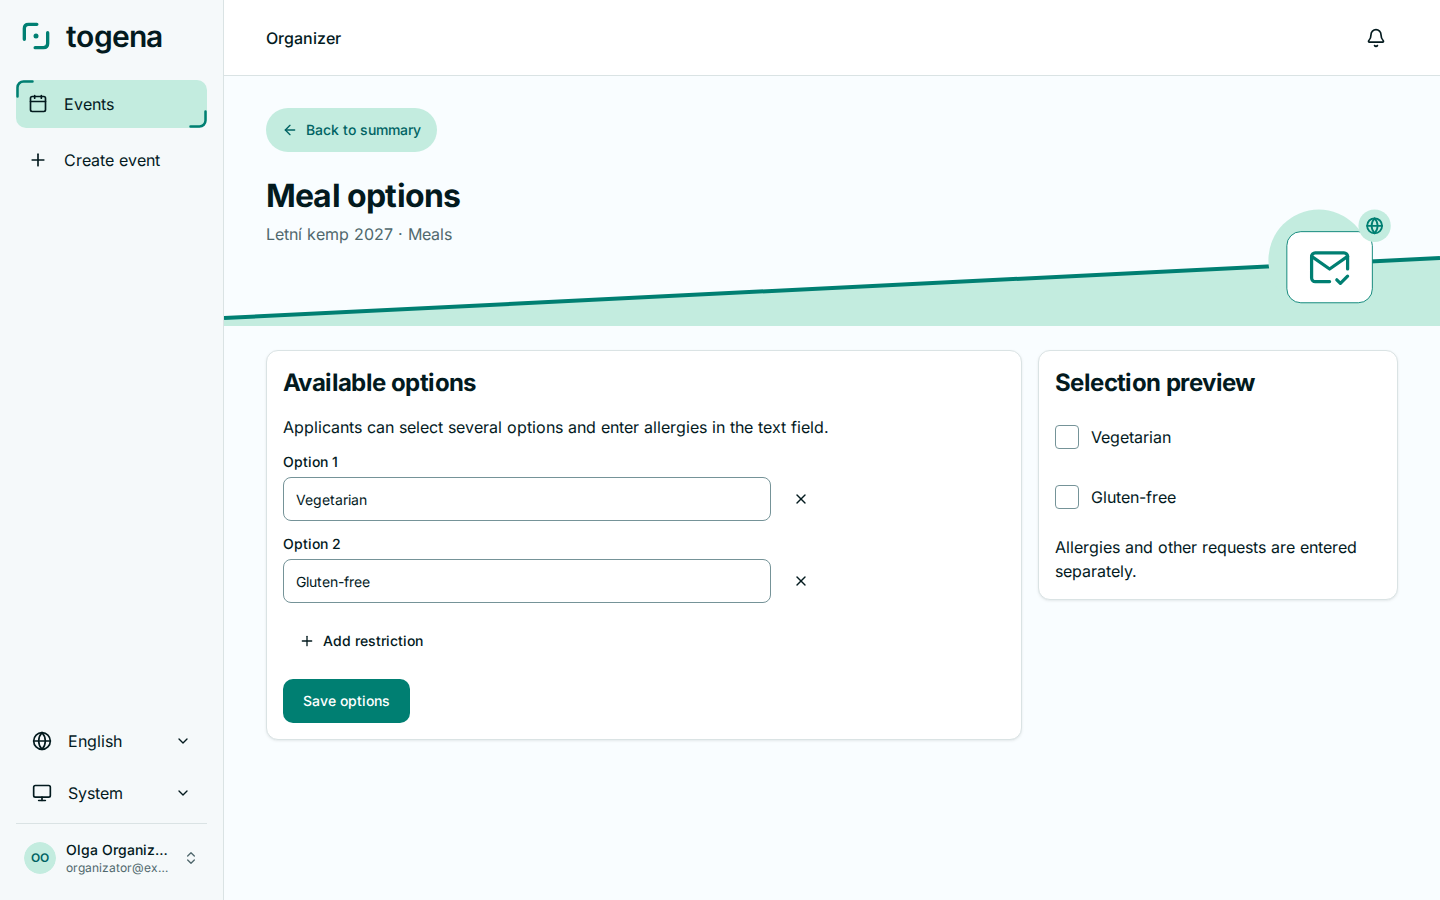 togena
Events
Create event
English
System
OO
Olga Organiz...
organizator@ex...
Organizer
Back to summary
Meal options
Letní kemp 2027 · Meals
Available options
Applicants can select several options and enter allergies in the text field.
Option 1
Vegetarian
Option 2
Gluten-free
Add restriction
Save options
Selection preview
Vegetarian
Gluten-free
Allergies and other requests are entered
separately.